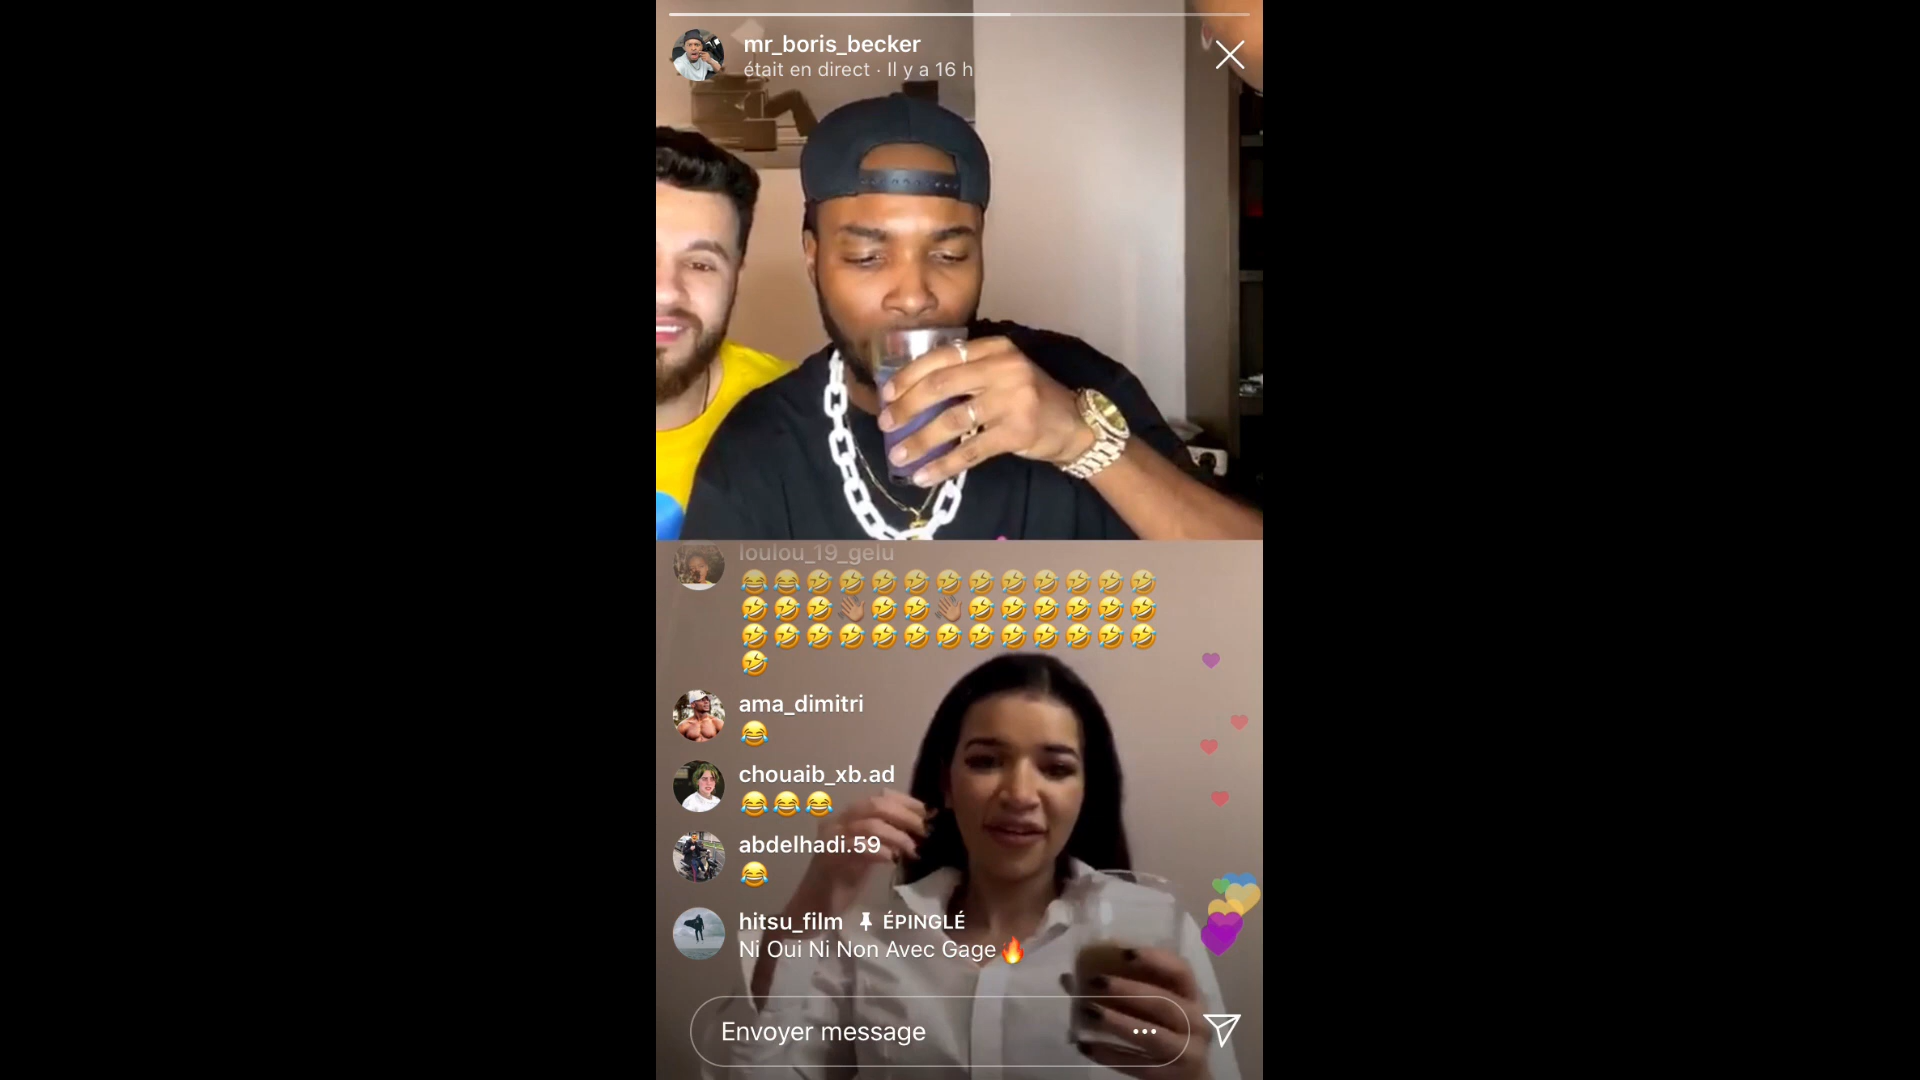 mr_boris_becker
était en direct · Il y a 16 h
loulou_19_gelu
😂😂🤣🤣🤣🤣🤣🤣🤣🤣🤣🤣🤣
🤣🤣🤣👋🏽🤣🤣👋🏽🤣🤣🤣🤣🤣🤣
🤣🤣🤣🤣🤣🤣🤣🤣🤣🤣🤣🤣🤣
🤣
ama_dimitri
😂
chouaib_xb.ad
😂😂😂
abdelhadi.59
😂
hitsu_film 📌 ÉPINGLÉ
Ni Oui Ni Non Avec Gage🔥
Envoyer message